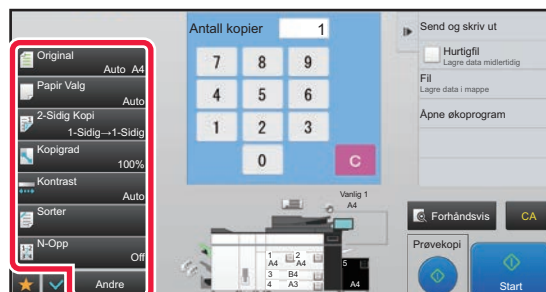 Original
Auto A4
Papir Valg
Auto
2-Sidig Kopi
1-Sidig→1-Sidig
Kopigrad
100%
Kontrast
Auto
Sorter
N-Opp
Off
Andre
Antall kopier 1
7 8 9
4 5 6
1 2 3
0 C
Vanlig 1
A4
1 A4 2 A4
3 B4
4 A3
5 A4
Send og skriv ut
Hurtigfil
Lagre data midlertidig
Fil
Lagre data i mappe
Åpne økoprogram
Forhåndsvis CA
Prøvekopi
Start